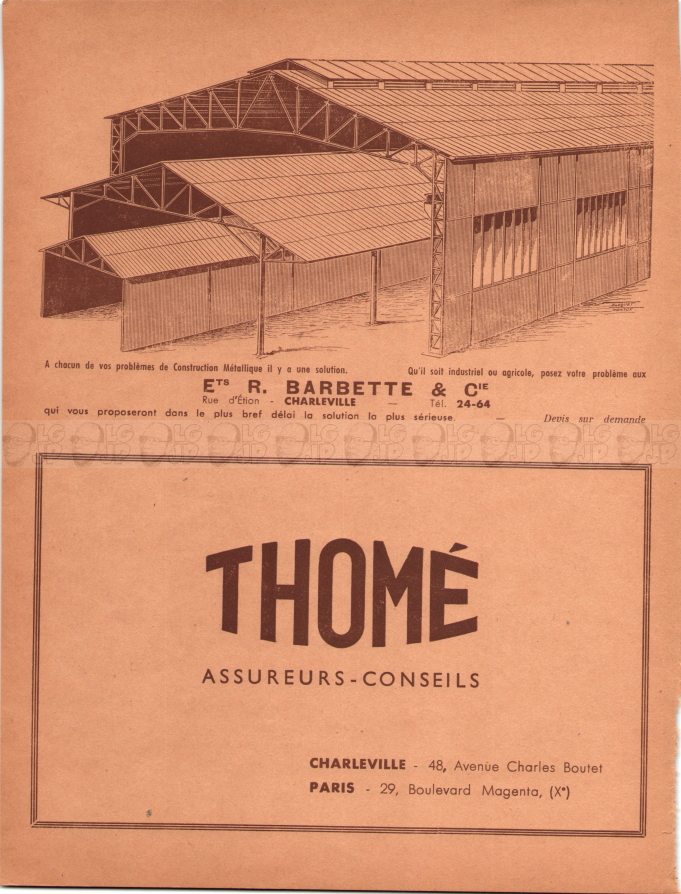 A chacun de vos problèmes de Construction Métallique il y a une solution. Qu'il soit industriel ou agricole, posez votre problème aux
ETS R. BARBETTE & CIE
Rue d'Étion - CHARLEVILLE — Tél. 24-64
qui vous proposeront dans le plus bref délai la solution la plus sérieuse. — Devis sur demande
THOMÉ
ASSUREURS-CONSEILS
CHARLEVILLE - 48, Avenue Charles Boutet
PARIS - 29, Boulevard Magenta, (Xe)